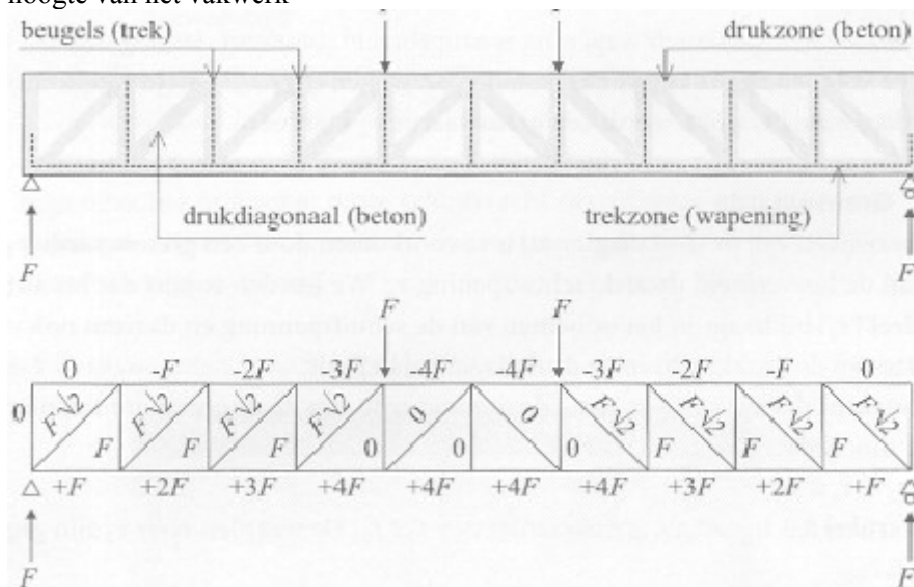 hoogte van het vakwerk
beugels (trek)
drukzone (beton)
drukdiagonaal (beton)
trekzone (wapening)
F
F
F
F
0 -F -2F -3F -4F -4F -3F -2F -F 0
0 F√2 F√2 F√2 F√2 0 0 F√2 F√2 F√2 F√2
F F F 0 0 0 F F F
+F +2F +3F +4F +4F +4F +4F +3F +2F +F
F
F